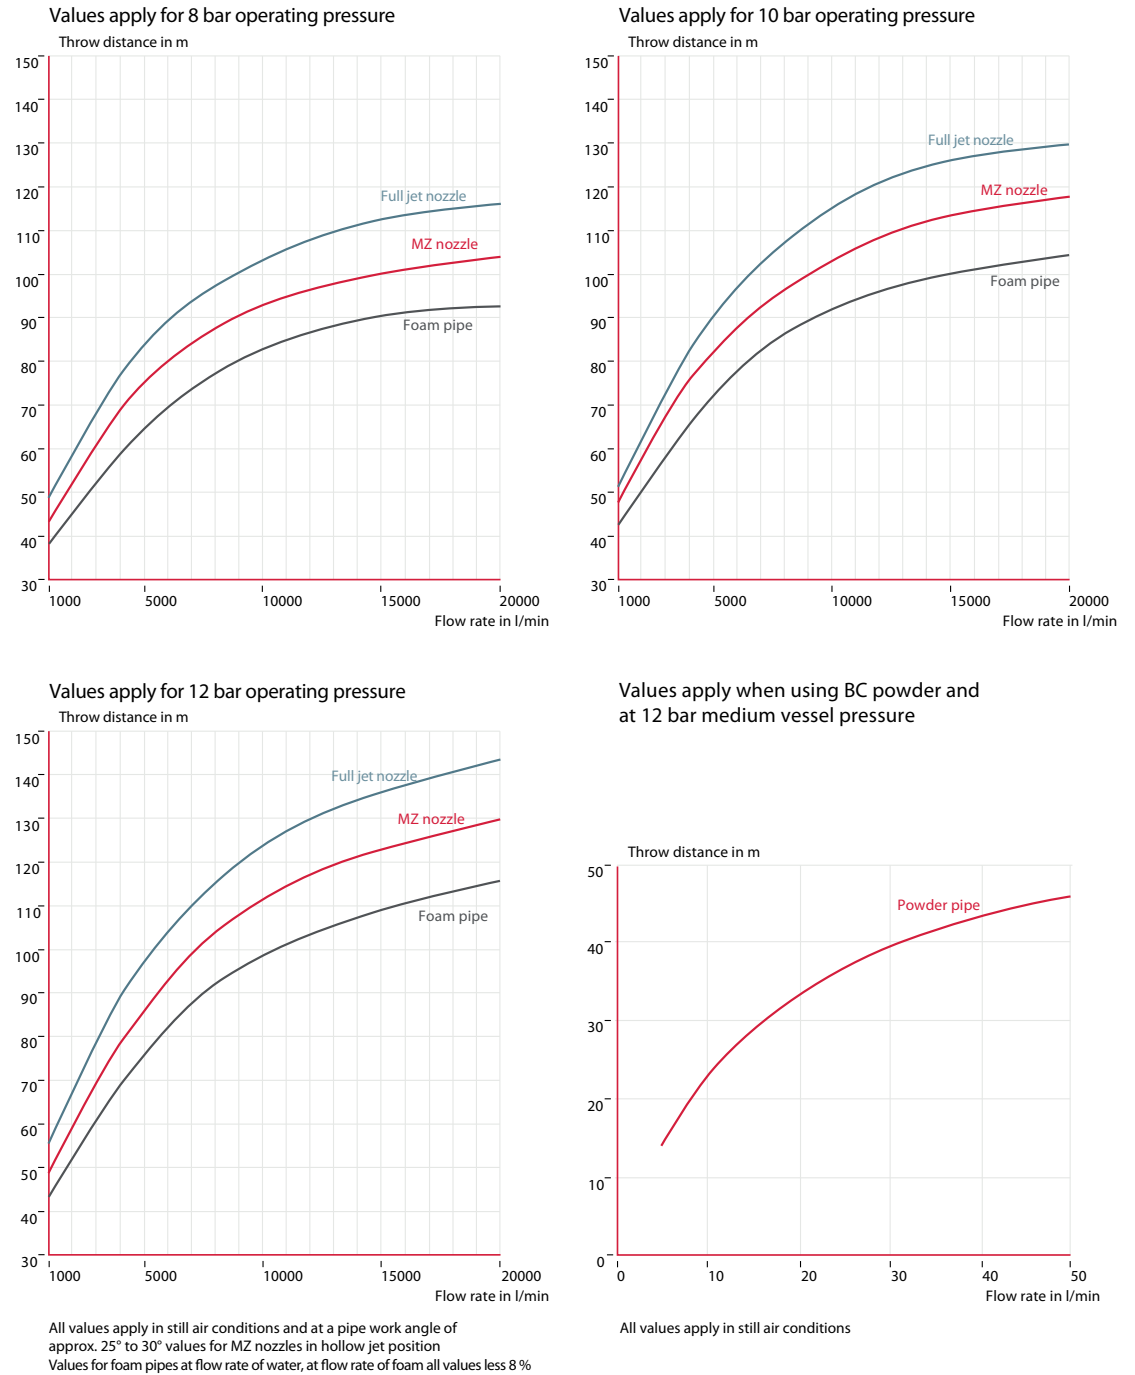 Values apply for 8 bar operating pressure
Throw distance in m
150
140
130
120
110
100
90
80
70
60
50
40
30
Full jet nozzle
MZ nozzle
Foam pipe
1000 5000 10000 15000 20000
Flow rate in l/min
Values apply for 10 bar operating pressure
Throw distance in m
150
140
130
120
110
100
90
80
70
60
50
40
30
Full jet nozzle
MZ nozzle
Foam pipe
1000 5000 10000 15000 20000
Flow rate in l/min
Values apply for 12 bar operating pressure
Throw distance in m
150
140
130
120
110
100
90
80
70
60
50
40
30
Full jet nozzle
MZ nozzle
Foam pipe
1000 5000 10000 15000 20000
Flow rate in l/min
All values apply in still air conditions and at a pipe work angle of
approx. 25° to 30° values for MZ nozzles in hollow jet position
Values for foam pipes at flow rate of water, at flow rate of foam all values less 8 %
Values apply when using BC powder and
at 12 bar medium vessel pressure
Throw distance in m
50
40
30
20
10
0
Powder pipe
0 10 20 30 40 50
Flow rate in l/min
All values apply in still air conditions